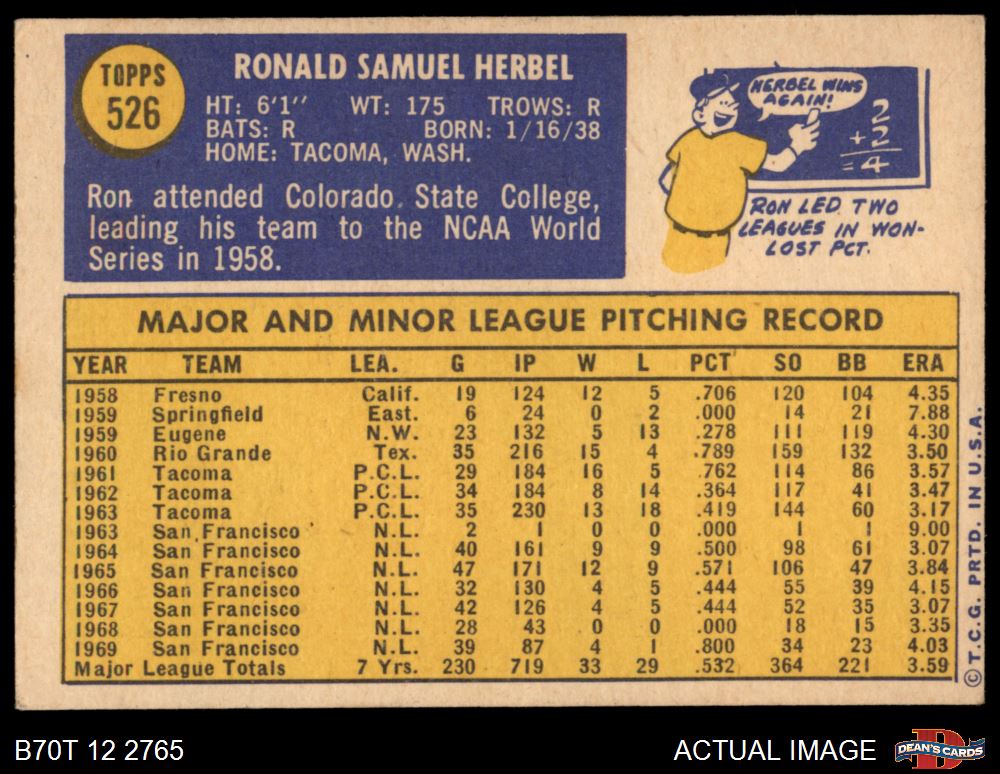 TOPPS
526
RONALD SAMUEL HERBEL
HT: 6'1" WT: 175 TROWS: R
BATS: R BORN: 1/16/38
HOME: TACOMA, WASH.
Ron attended Colorado State College,
leading his team to the NCAA World
Series in 1958.
HERBEL WINS
AGAIN!
2
+2
=4
RON LED TWO
LEAGUES IN WON-
LOST PCT.
MAJOR AND MINOR LEAGUE PITCHING RECORD
YEAR TEAM LEA. G IP W L PCT SO BB ERA
1958 Fresno Calif. 19 124 12 5 .706 120 104 4.35
1959 Springfield East. 6 24 0 2 .000 14 21 7.88
1959 Eugene N.W. 23 132 5 13 .278 111 119 4.30
1960 Rio Grande Tex. 35 216 15 4 .789 159 132 3.50
1961 Tacoma P.C.L. 29 184 16 5 .762 114 86 3.57
1962 Tacoma P.C.L. 34 184 8 14 .364 117 41 3.47
1963 Tacoma P.C.L. 35 230 13 18 .419 144 60 3.17
1963 San Francisco N.L. 2 1 0 0 .000 1 1 9.00
1964 San Francisco N.L. 40 161 9 9 .500 98 61 3.07
1965 San Francisco N.L. 47 171 12 9 .571 106 47 3.84
1966 San Francisco N.L. 32 130 4 5 .444 55 39 4.15
1967 San Francisco N.L. 42 126 4 5 .444 52 35 3.07
1968 San Francisco N.L. 28 43 0 0 .000 18 15 3.35
1969 San Francisco N.L. 39 87 4 1 .800 34 23 4.03
Major League Totals 7 Yrs. 230 719 33 29 .532 364 221 3.59
©T.C.G. PRTD. IN U.S.A.
B70T 12 2765
ACTUAL IMAGE
D
DEAN'S CARDS